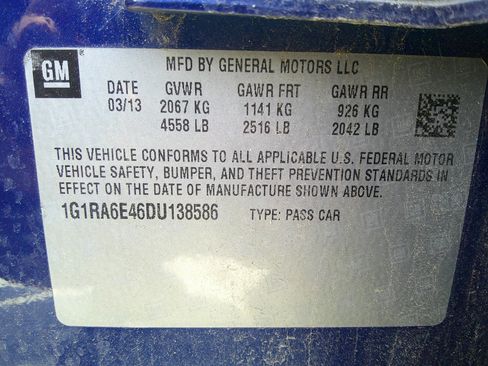 GM
MFD BY GENERAL MOTORS LLC
DATE GVWR GAWR FRT GAWR RR
03/13 2067 KG 1141 KG 926 KG
4558 LB 2516 LB 2042 LB
THIS VEHICLE CONFORMS TO ALL APPLICABLE U.S. FEDERAL MOTOR
VEHICLE SAFETY, BUMPER, AND THEFT PREVENTION STANDARDS IN
EFFECT ON THE DATE OF MANUFACTURE SHOWN ABOVE.
1G1RA6E46DU138586 TYPE: PASS CAR